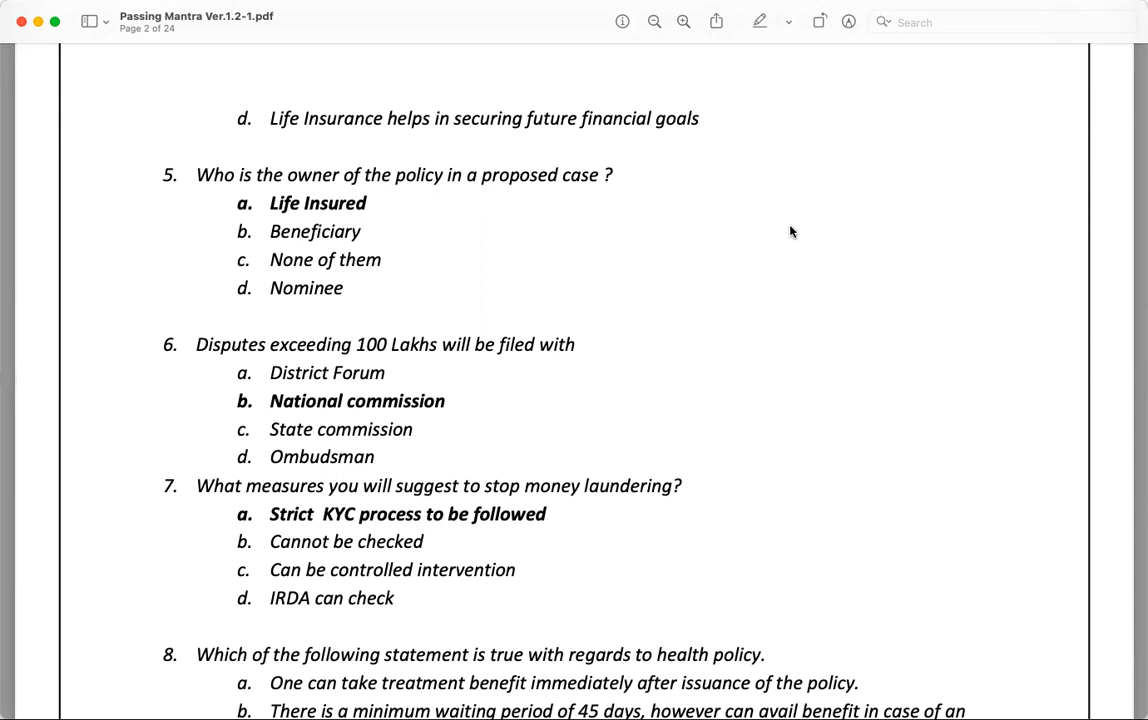 Passing Mantra Ver.1.2-1.pdf
Page 2 of 24
Search
d. Life Insurance helps in securing future financial goals
5. Who is the owner of the policy in a proposed case ?
a. Life Insured
b. Beneficiary
c. None of them
d. Nominee
6. Disputes exceeding 100 Lakhs will be filed with
a. District Forum
b. National commission
c. State commission
d. Ombudsman
7. What measures you will suggest to stop money laundering?
a. Strict KYC process to be followed
b. Cannot be checked
c. Can be controlled intervention
d. IRDA can check
8. Which of the following statement is true with regards to health policy.
a. One can take treatment benefit immediately after issuance of the policy.
b. There is a minimum waiting period of 45 days, however can avail benefit in case of an